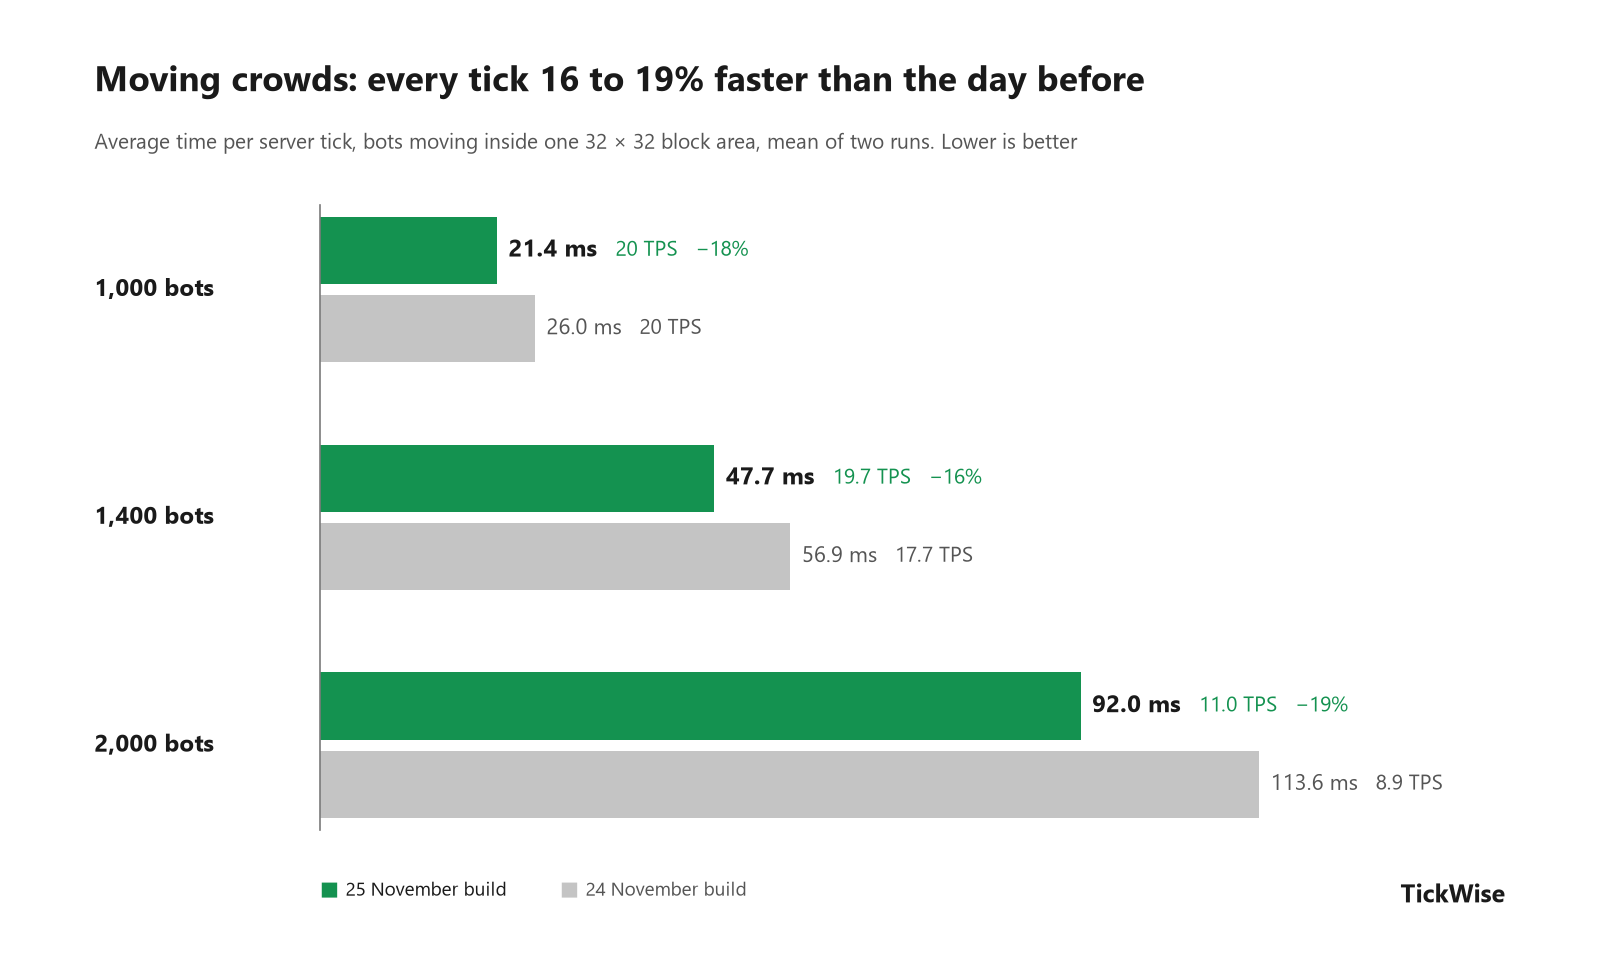 Moving crowds: every tick 16 to 19% faster than the day before
Average time per server tick, bots moving inside one 32 × 32 block area, mean of two runs. Lower is better
1,000 bots
21.4 ms 20 TPS −18%
26.0 ms 20 TPS
1,400 bots
47.7 ms 19.7 TPS −16%
56.9 ms 17.7 TPS
2,000 bots
92.0 ms 11.0 TPS −19%
113.6 ms 8.9 TPS
25 November build 24 November build
TickWise